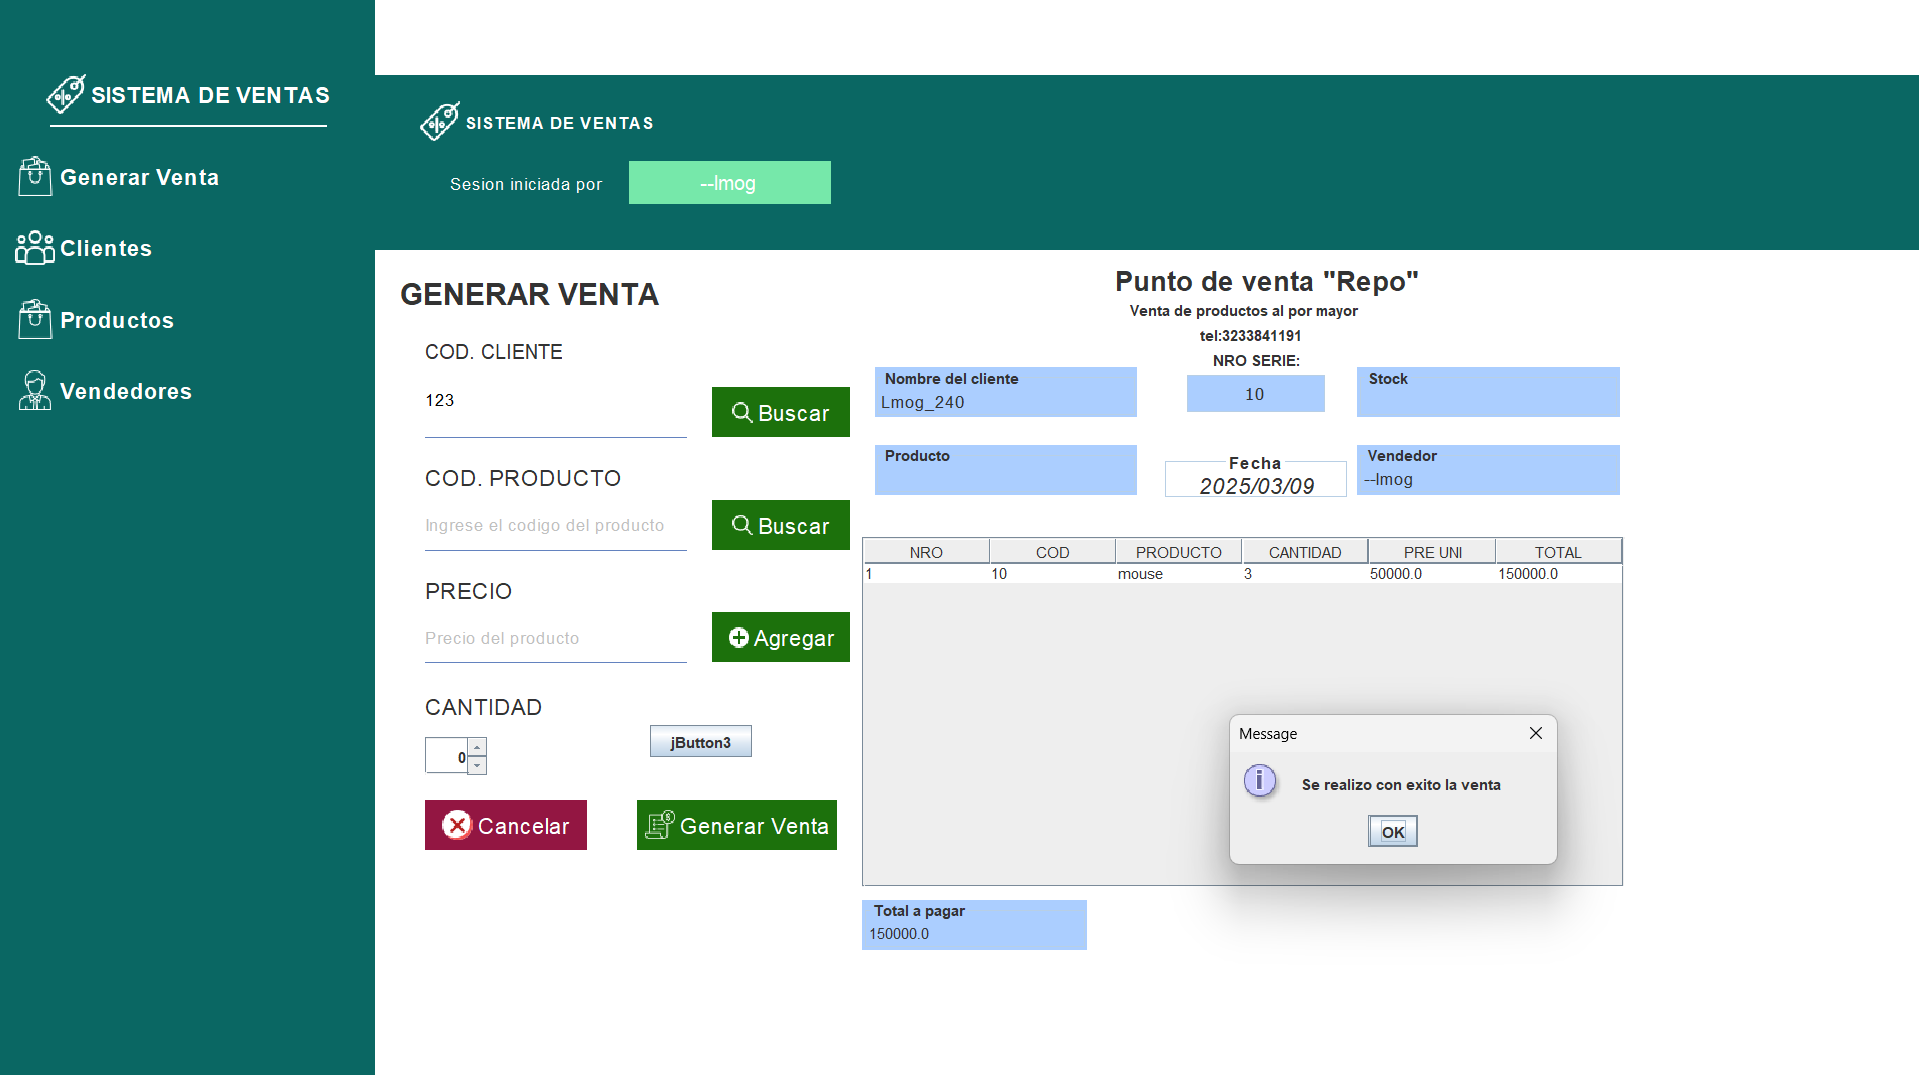 SISTEMA DE VENTAS
Generar Venta
Clientes
Productos
Vendedores
SISTEMA DE VENTAS
Sesion iniciada por
--lmog
GENERAR VENTA
COD. CLIENTE
123
Buscar
COD. PRODUCTO
Ingrese el codigo del producto
Buscar
PRECIO
Precio del producto
Agregar
CANTIDAD
0
jButton3
Cancelar
Generar Venta
Punto de venta "Repo"
Venta de productos al por mayor
tel:3233841191
NRO SERIE:
10
Nombre del cliente
Lmog_240
Stock
Producto
Fecha
2025/03/09
Vendedor
--lmog
NRO COD PRODUCTO CANTIDAD PRE UNI TOTAL
1 10 mouse 3 50000.0 150000.0
Message
Se realizo con exito la venta
OK
Total a pagar
150000.0